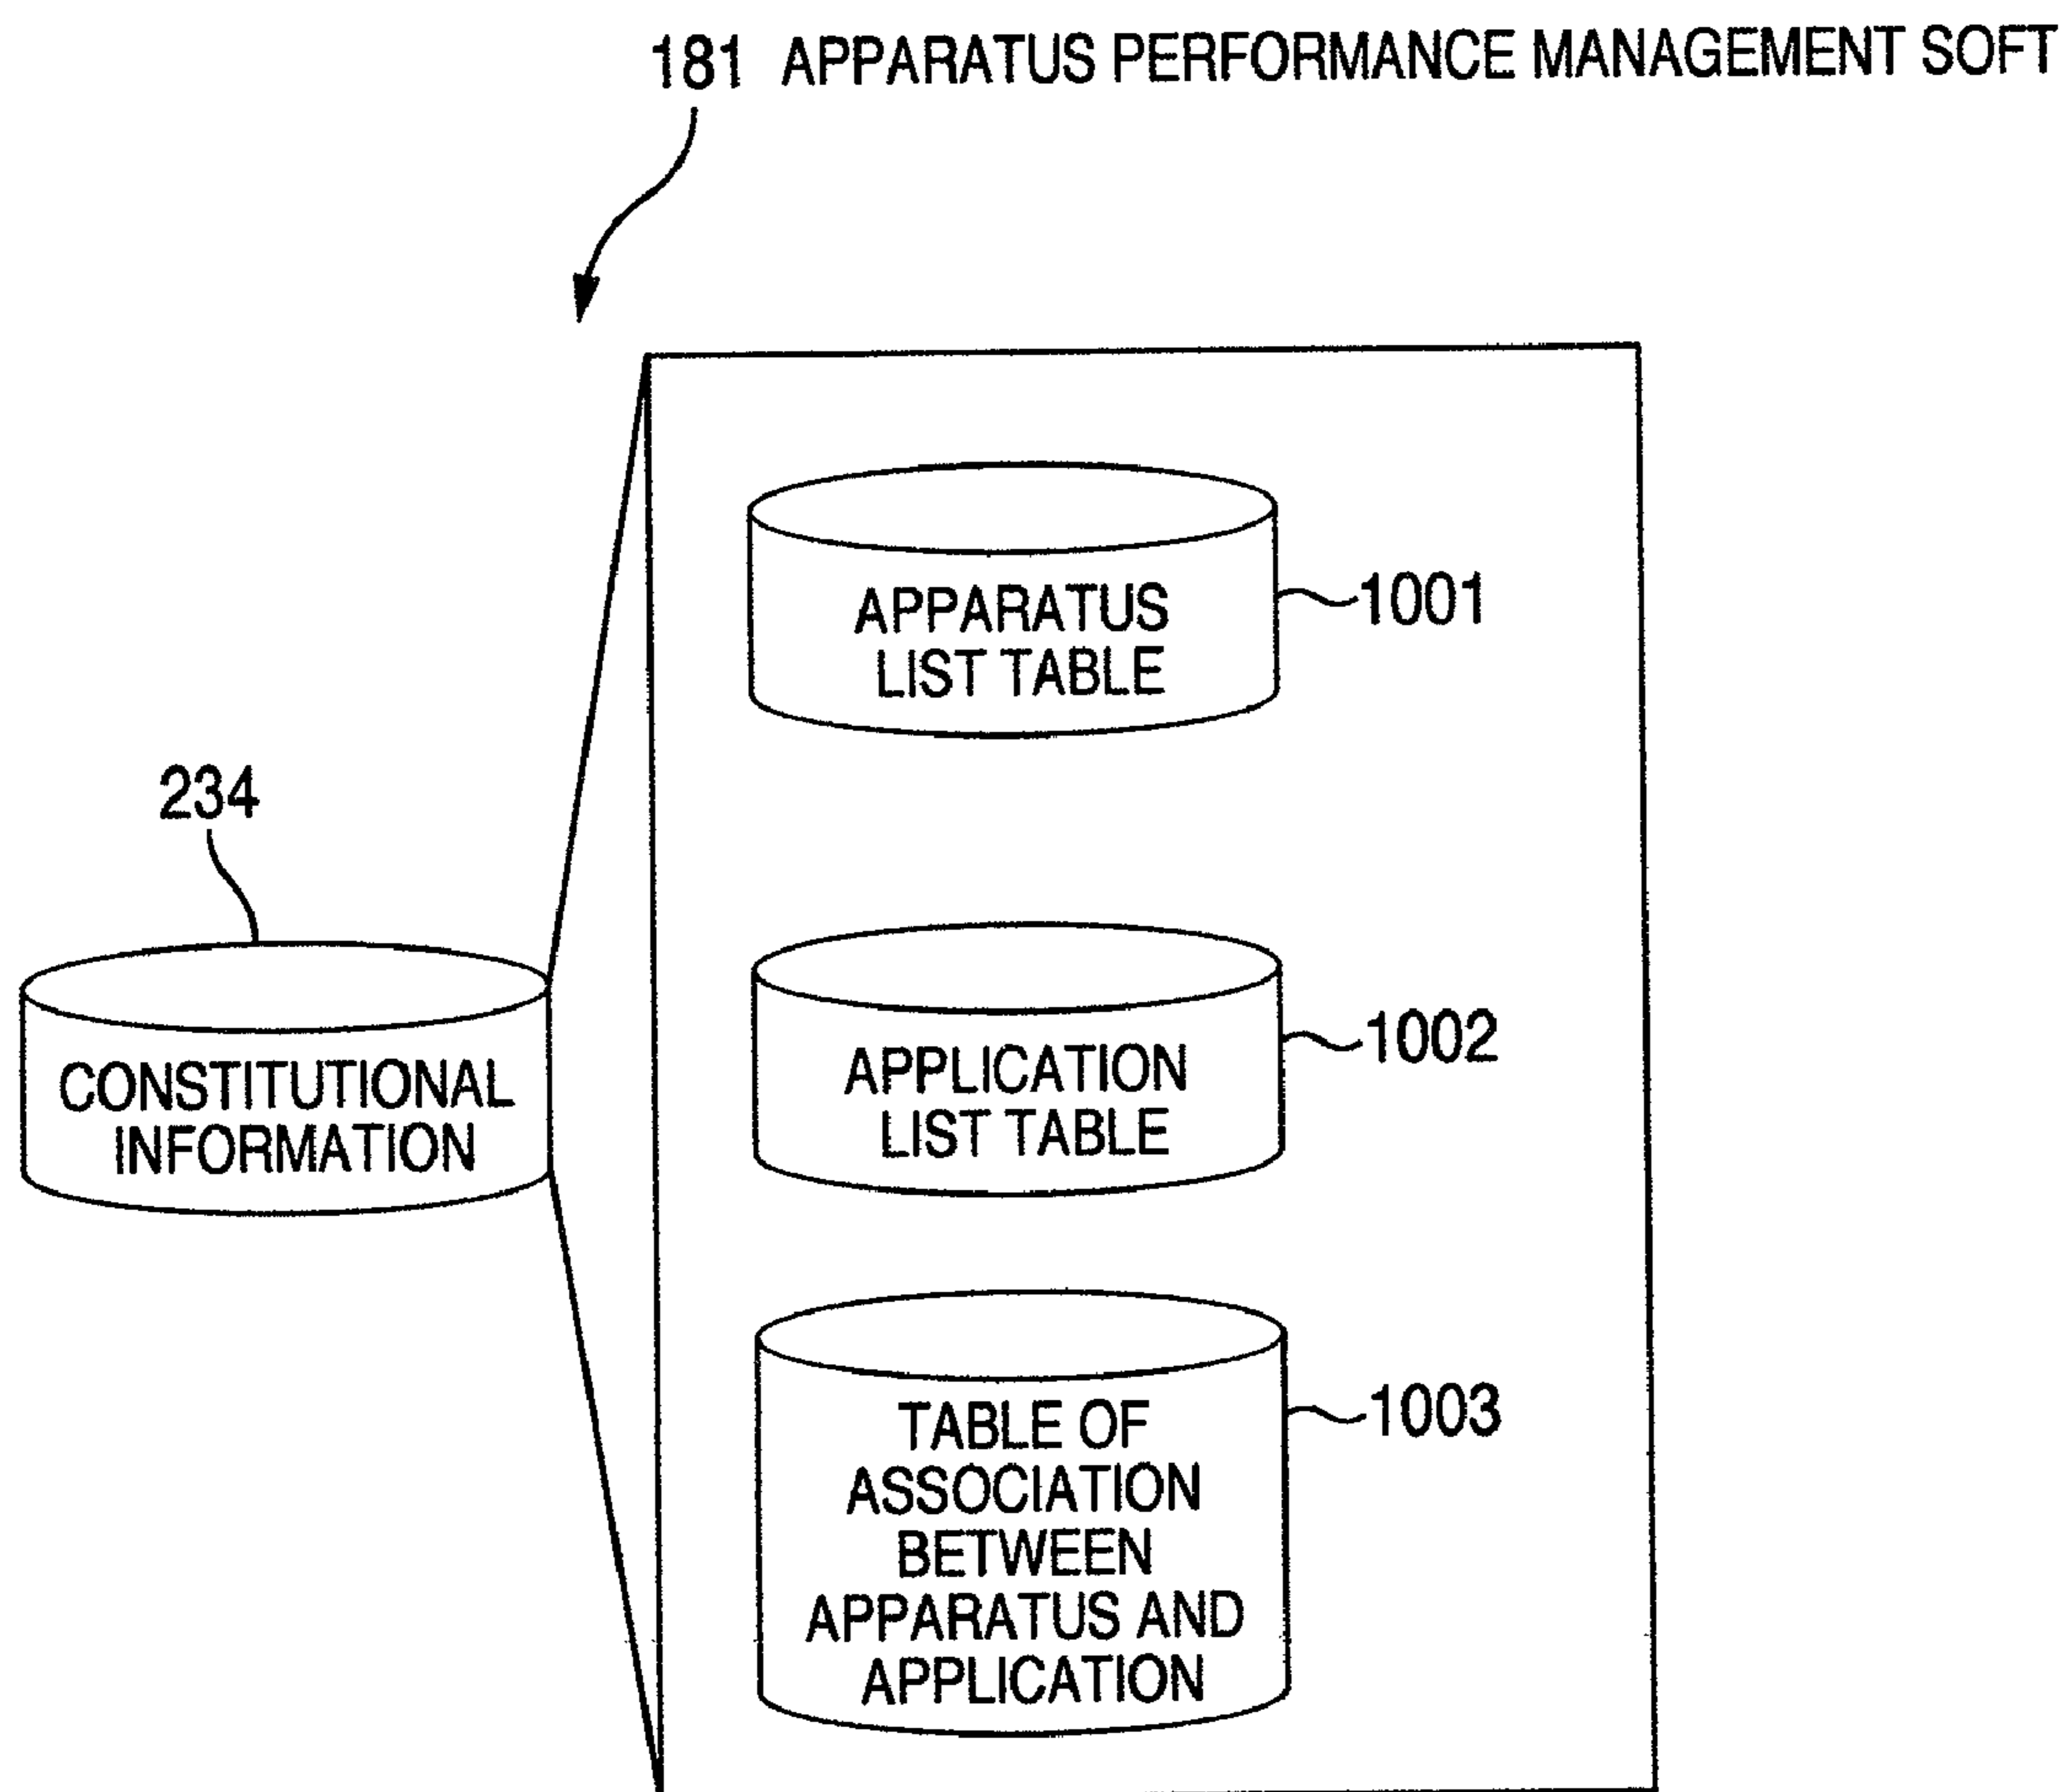 181 APPARATUS PERFORMANCE MANAGEMENT SOFT
APPARATUS
LIST TABLE
1001
234
CONSTITUTIONAL
INFORMATION
APPLICATION
LIST TABLE
1002
TABLE OF
ASSOCIATION
BETWEEN
APPARATUS AND
APPLICATION
1003